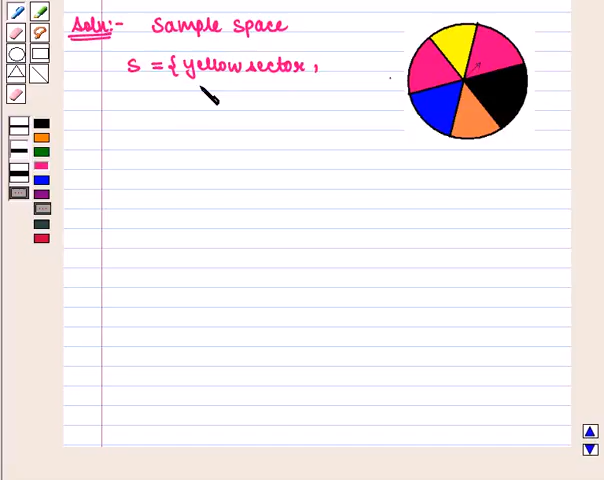 Soln:- Sample space
S = { yellow sector ,